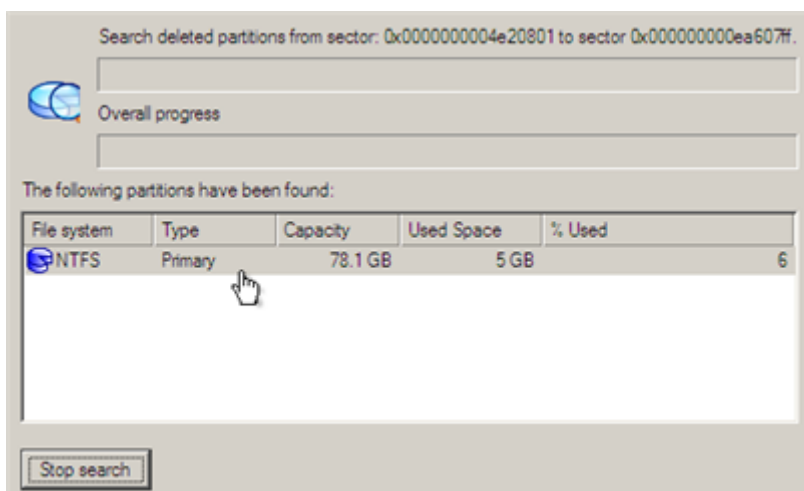 Search deleted partitions from sector: 0x0000000004e20801 to sector 0x000000000ea607ff.
Overall progress
The following partitions have been found:
File system Type Capacity Used Space % Used
NTFS Primary 78.1 GB 5 GB 6
Stop search